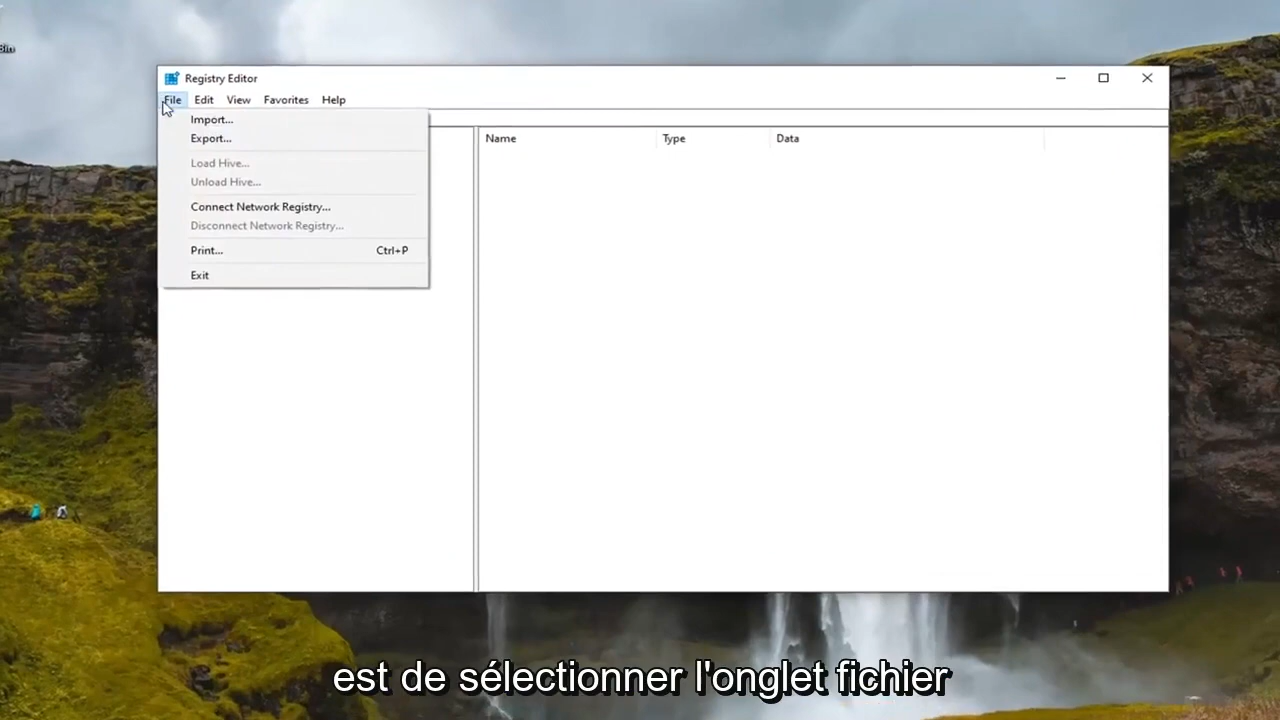 Bin
Registry Editor
File Edit View Favorites Help
Import...
Export...
Load Hive...
Unload Hive...
Connect Network Registry...
Disconnect Network Registry...
Print... Ctrl+P
Exit
Name Type Data
est de sélectionner l'onglet fichier